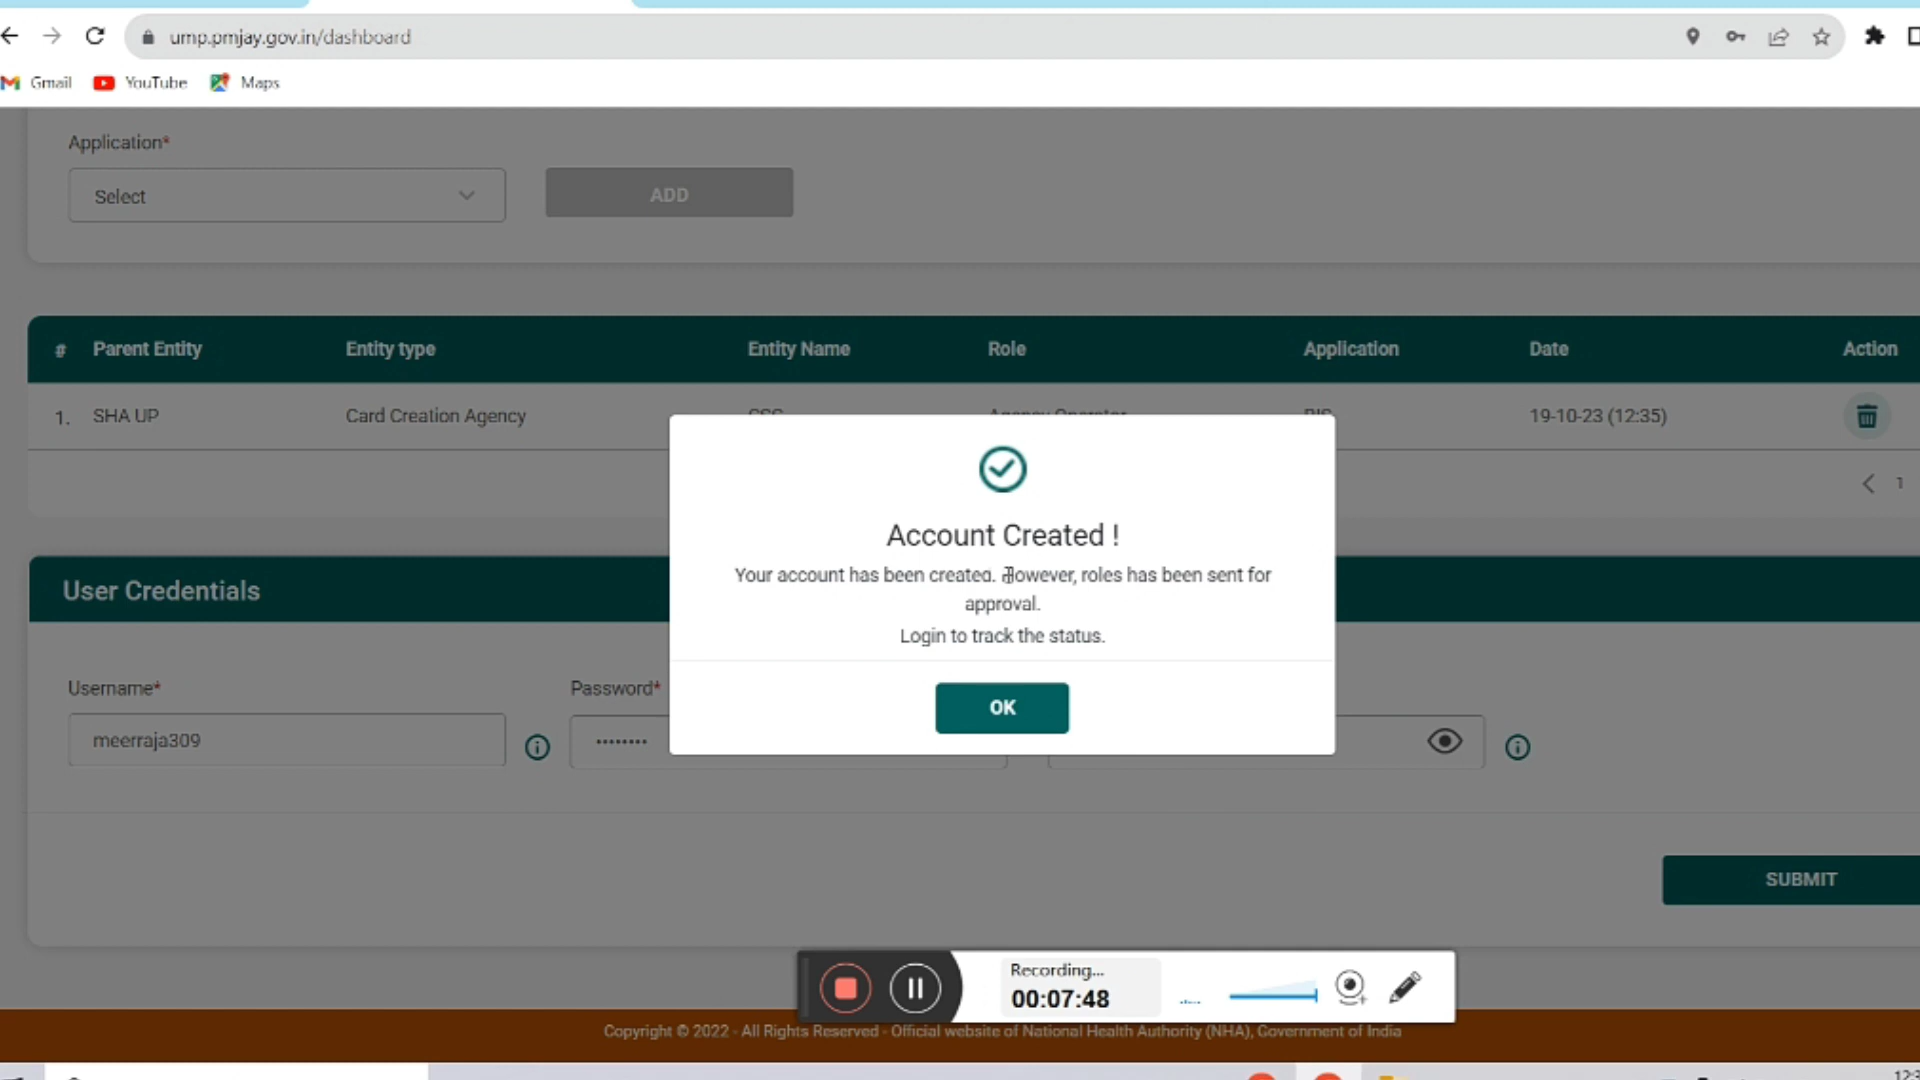 ump.pmjay.gov.in/dashboard
Gmail YouTube Maps
Application*
Select
ADD
# Parent Entity Entity type Entity Name Role Application Date Action
1. SHA UP Card Creation Agency 19-10-23 (12:35)
1
Account Created !
Your account has been created. However, roles has been sent for
approval.
Login to track the status.
OK
User Credentials
Username* Password*
meerraja309 ••••••••
SUBMIT
Recording...
00:07:48
Copyright © 2022 - All Rights Reserved - Official website of National Health Authority (NHA), Government of India